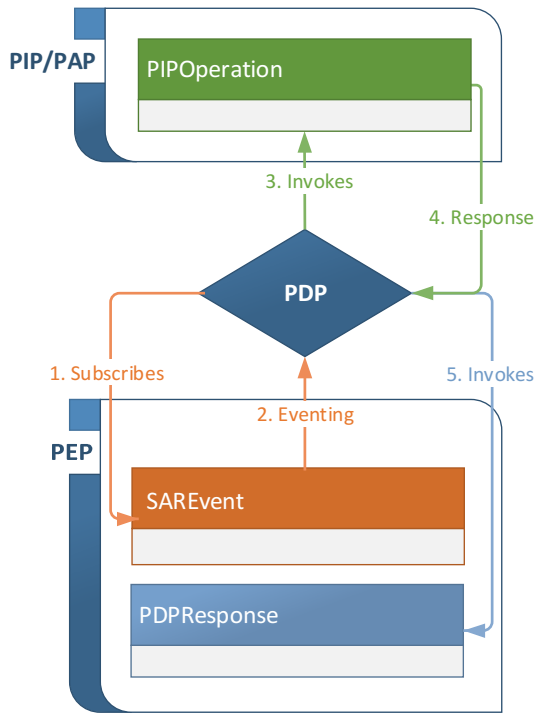 PIP/PAP
PIPOperation
3. Invokes
4. Response
PDP
1. Subscribes
5. Invokes
2. Eventing
PEP
SAREvent
PDPResponse